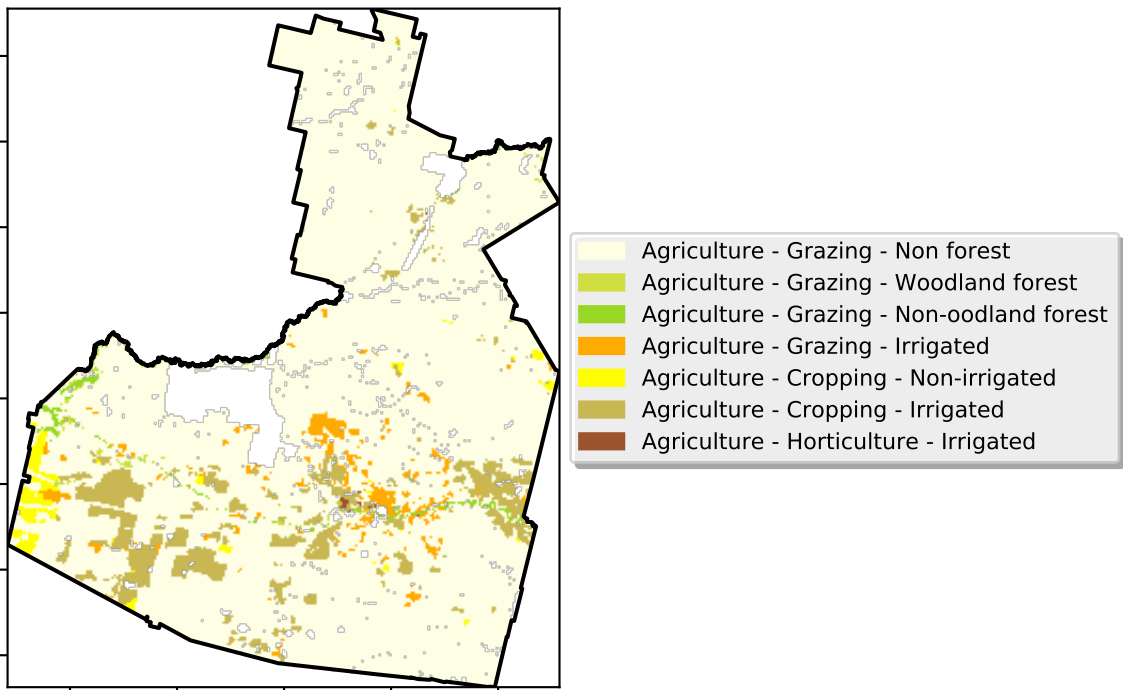 Agriculture - Grazing - Non forest
Agriculture - Grazing - Woodland forest
Agriculture - Grazing - Non-oodland forest
Agriculture - Grazing - Irrigated
Agriculture - Cropping - Non-irrigated
Agriculture - Cropping - Irrigated
Agriculture - Horticulture - Irrigated